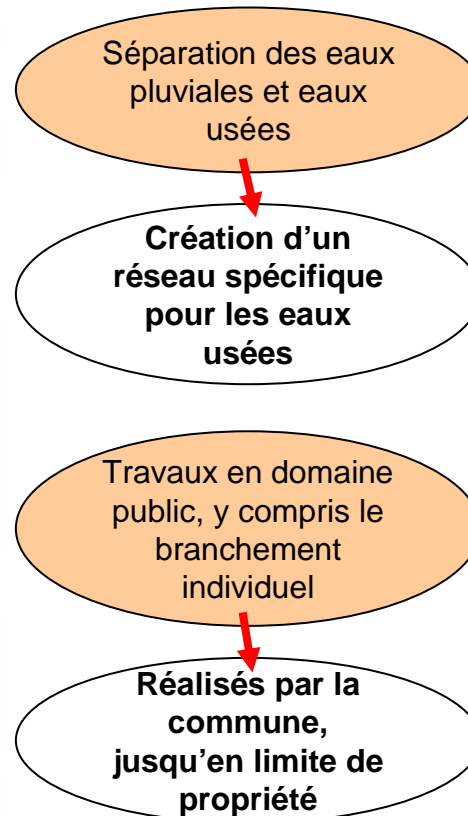 Séparation des eaux
pluviales et eaux
usées
Création d’un
réseau spécifique
pour les eaux
usées
Travaux en domaine
public, y compris le
branchement
individuel
Réalisés par la
commune,
jusqu’en limite de
propriété